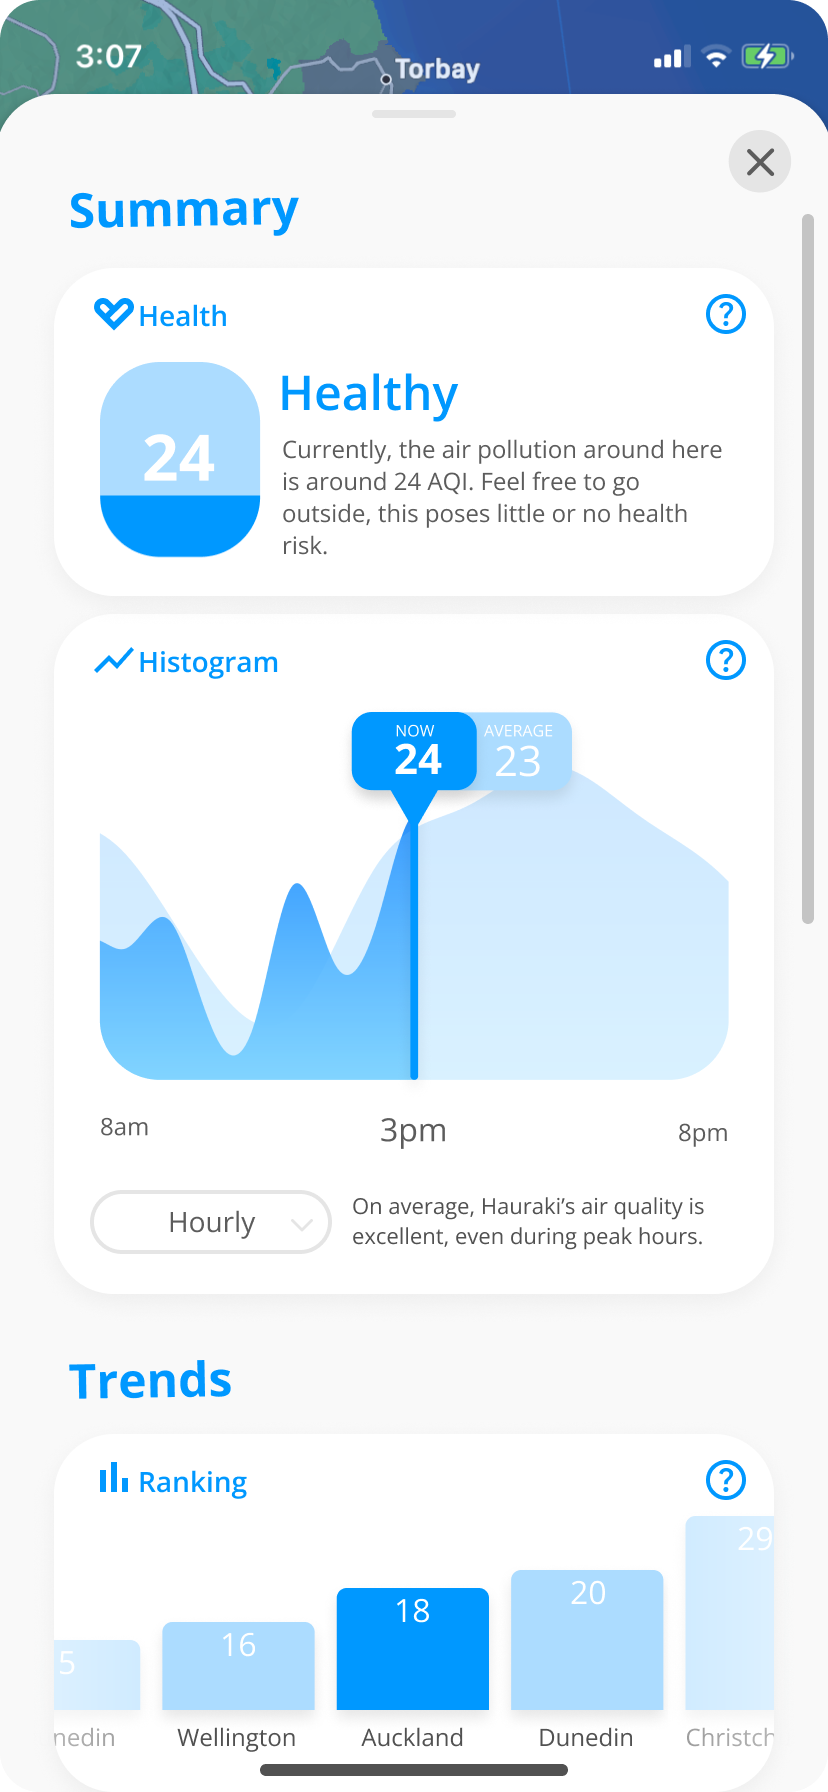 3:07
Torbay
Summary
Health
24
Healthy
Currently, the air pollution around here
is around 24 AQI. Feel free to go
outside, this poses little or no health
risk.
Histogram
NOW
24
AVERAGE
23
8am
3pm
8pm
Hourly
On average, Hauraki’s air quality is
excellent, even during peak hours.
Trends
Ranking
5
16
18
20
29
nedin
Wellington
Auckland
Dunedin
Christch